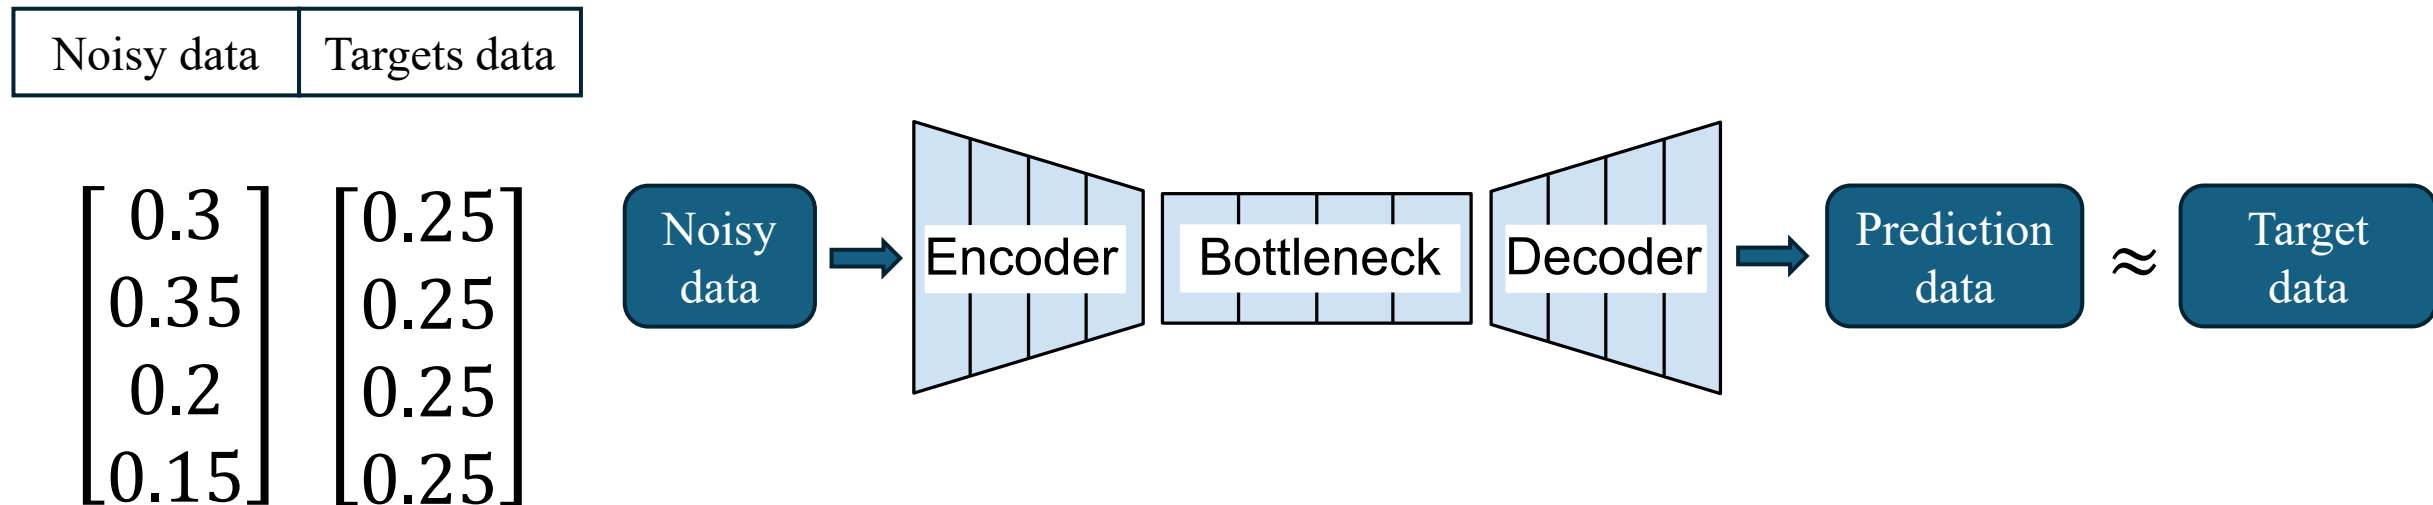 Noisy data Targets data
0.3 0.25
0.35 0.25
0.2 0.25
0.15 0.25
Noisy
data
Encoder
Bottleneck
Decoder
Prediction
data
≈
Target
data